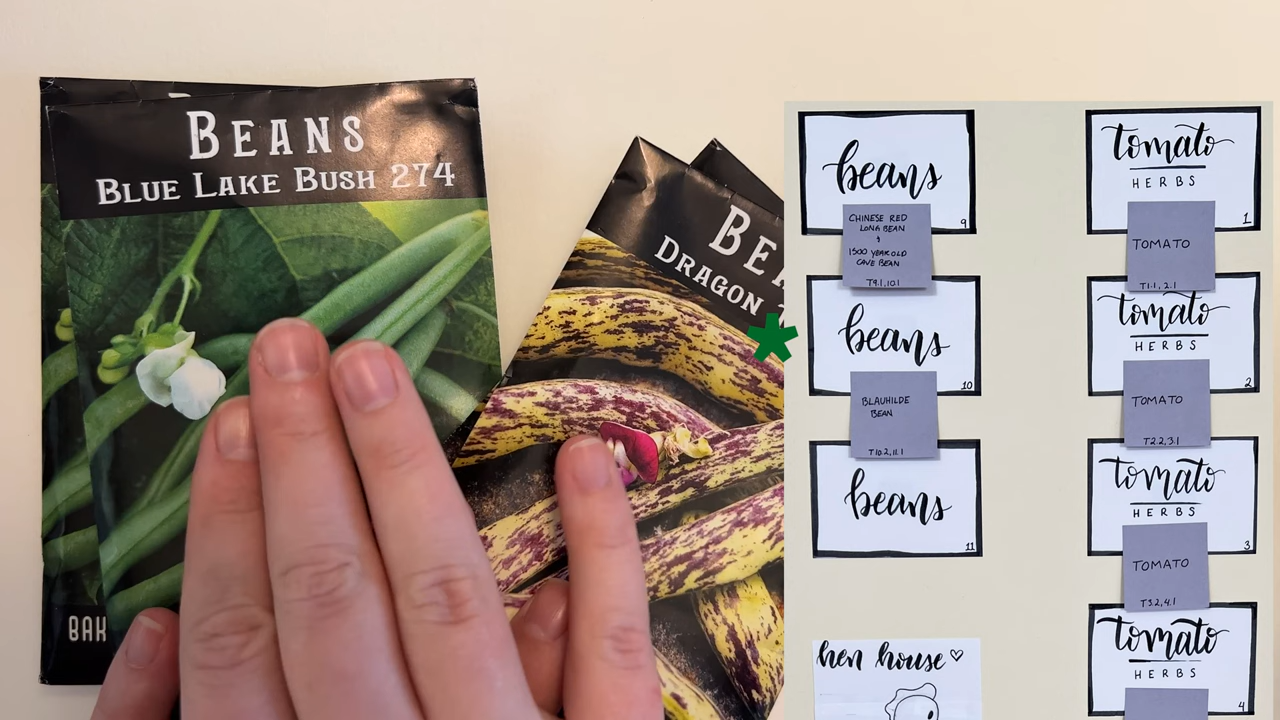 BEANS
BLUE LAKE BUSH 274
BAK
DRAGON
beans
9
CHINESE RED
LONG BEAN
&
1500 YEAR OLD
CAVE BEAN
T9.1, 10.1
beans
10
BLAUHILDE
BEAN
T10.2, 11.1
beans
11
hen house ♡
tomato
HERBS
1
TOMATO
T1.1, 2.1
tomato
HERBS
2
TOMATO
T2.2, 3.1
tomato
HERBS
3
TOMATO
T3.2, 4.1
tomato
HERBS
4